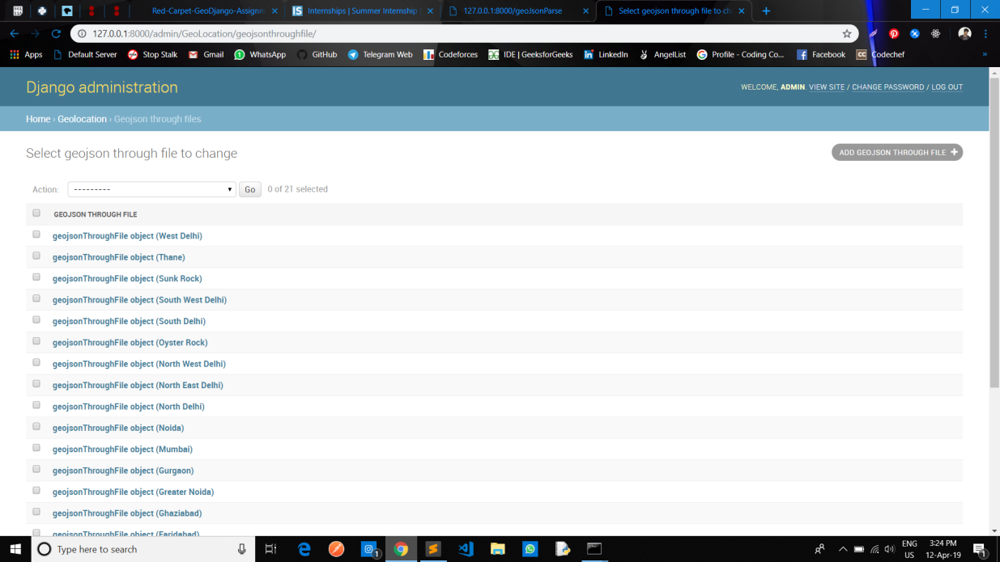 Red-Carpet-GeoDjango-Assignm
Internships | Summer Internship
127.0.0.1:8000/geoJsonParse
Select geojson through file to ch
127.0.0.1:8000/admin/GeoLocation/geojsonthroughfile/
Apps
Default Server
Stop Stalk
Gmail
WhatsApp
GitHub
Telegram Web
Codeforces
IDE | GeeksforGeeks
LinkedIn
AngelList
Profile - Coding Co...
Facebook
Codechef
Django administration
WELCOME, ADMIN. VIEW SITE / CHANGE PASSWORD / LOG OUT
Home › Geolocation › Geojson through files
Select geojson through file to change
ADD GEOJSON THROUGH FILE +
Action: --------- Go 0 of 21 selected
GEOJSON THROUGH FILE
geojsonThroughFile object (West Delhi)
geojsonThroughFile object (Thane)
geojsonThroughFile object (Sunk Rock)
geojsonThroughFile object (South West Delhi)
geojsonThroughFile object (South Delhi)
geojsonThroughFile object (Oyster Rock)
geojsonThroughFile object (North West Delhi)
geojsonThroughFile object (North East Delhi)
geojsonThroughFile object (North Delhi)
geojsonThroughFile object (Noida)
geojsonThroughFile object (Mumbai)
geojsonThroughFile object (Gurgaon)
geojsonThroughFile object (Greater Noida)
geojsonThroughFile object (Ghaziabad)
geojsonThroughFile object (Faridabad)
Type here to search
ENG
US
3:24 PM
12-Apr-19